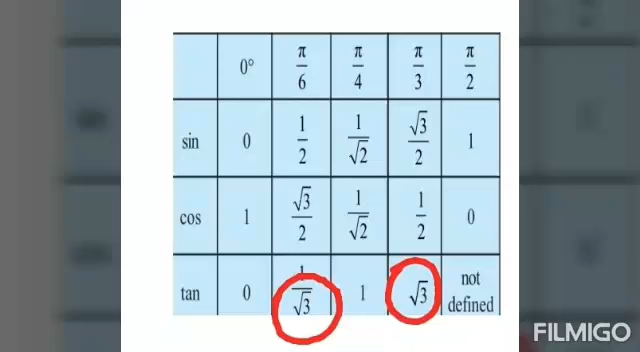 0° π/6 π/4 π/3 π/2
sin 0 1/2 1/√2 √3/2 1
cos 1 √3/2 1/√2 1/2 0
tan 0 1/√3 1 √3 not defined
FILMIGO